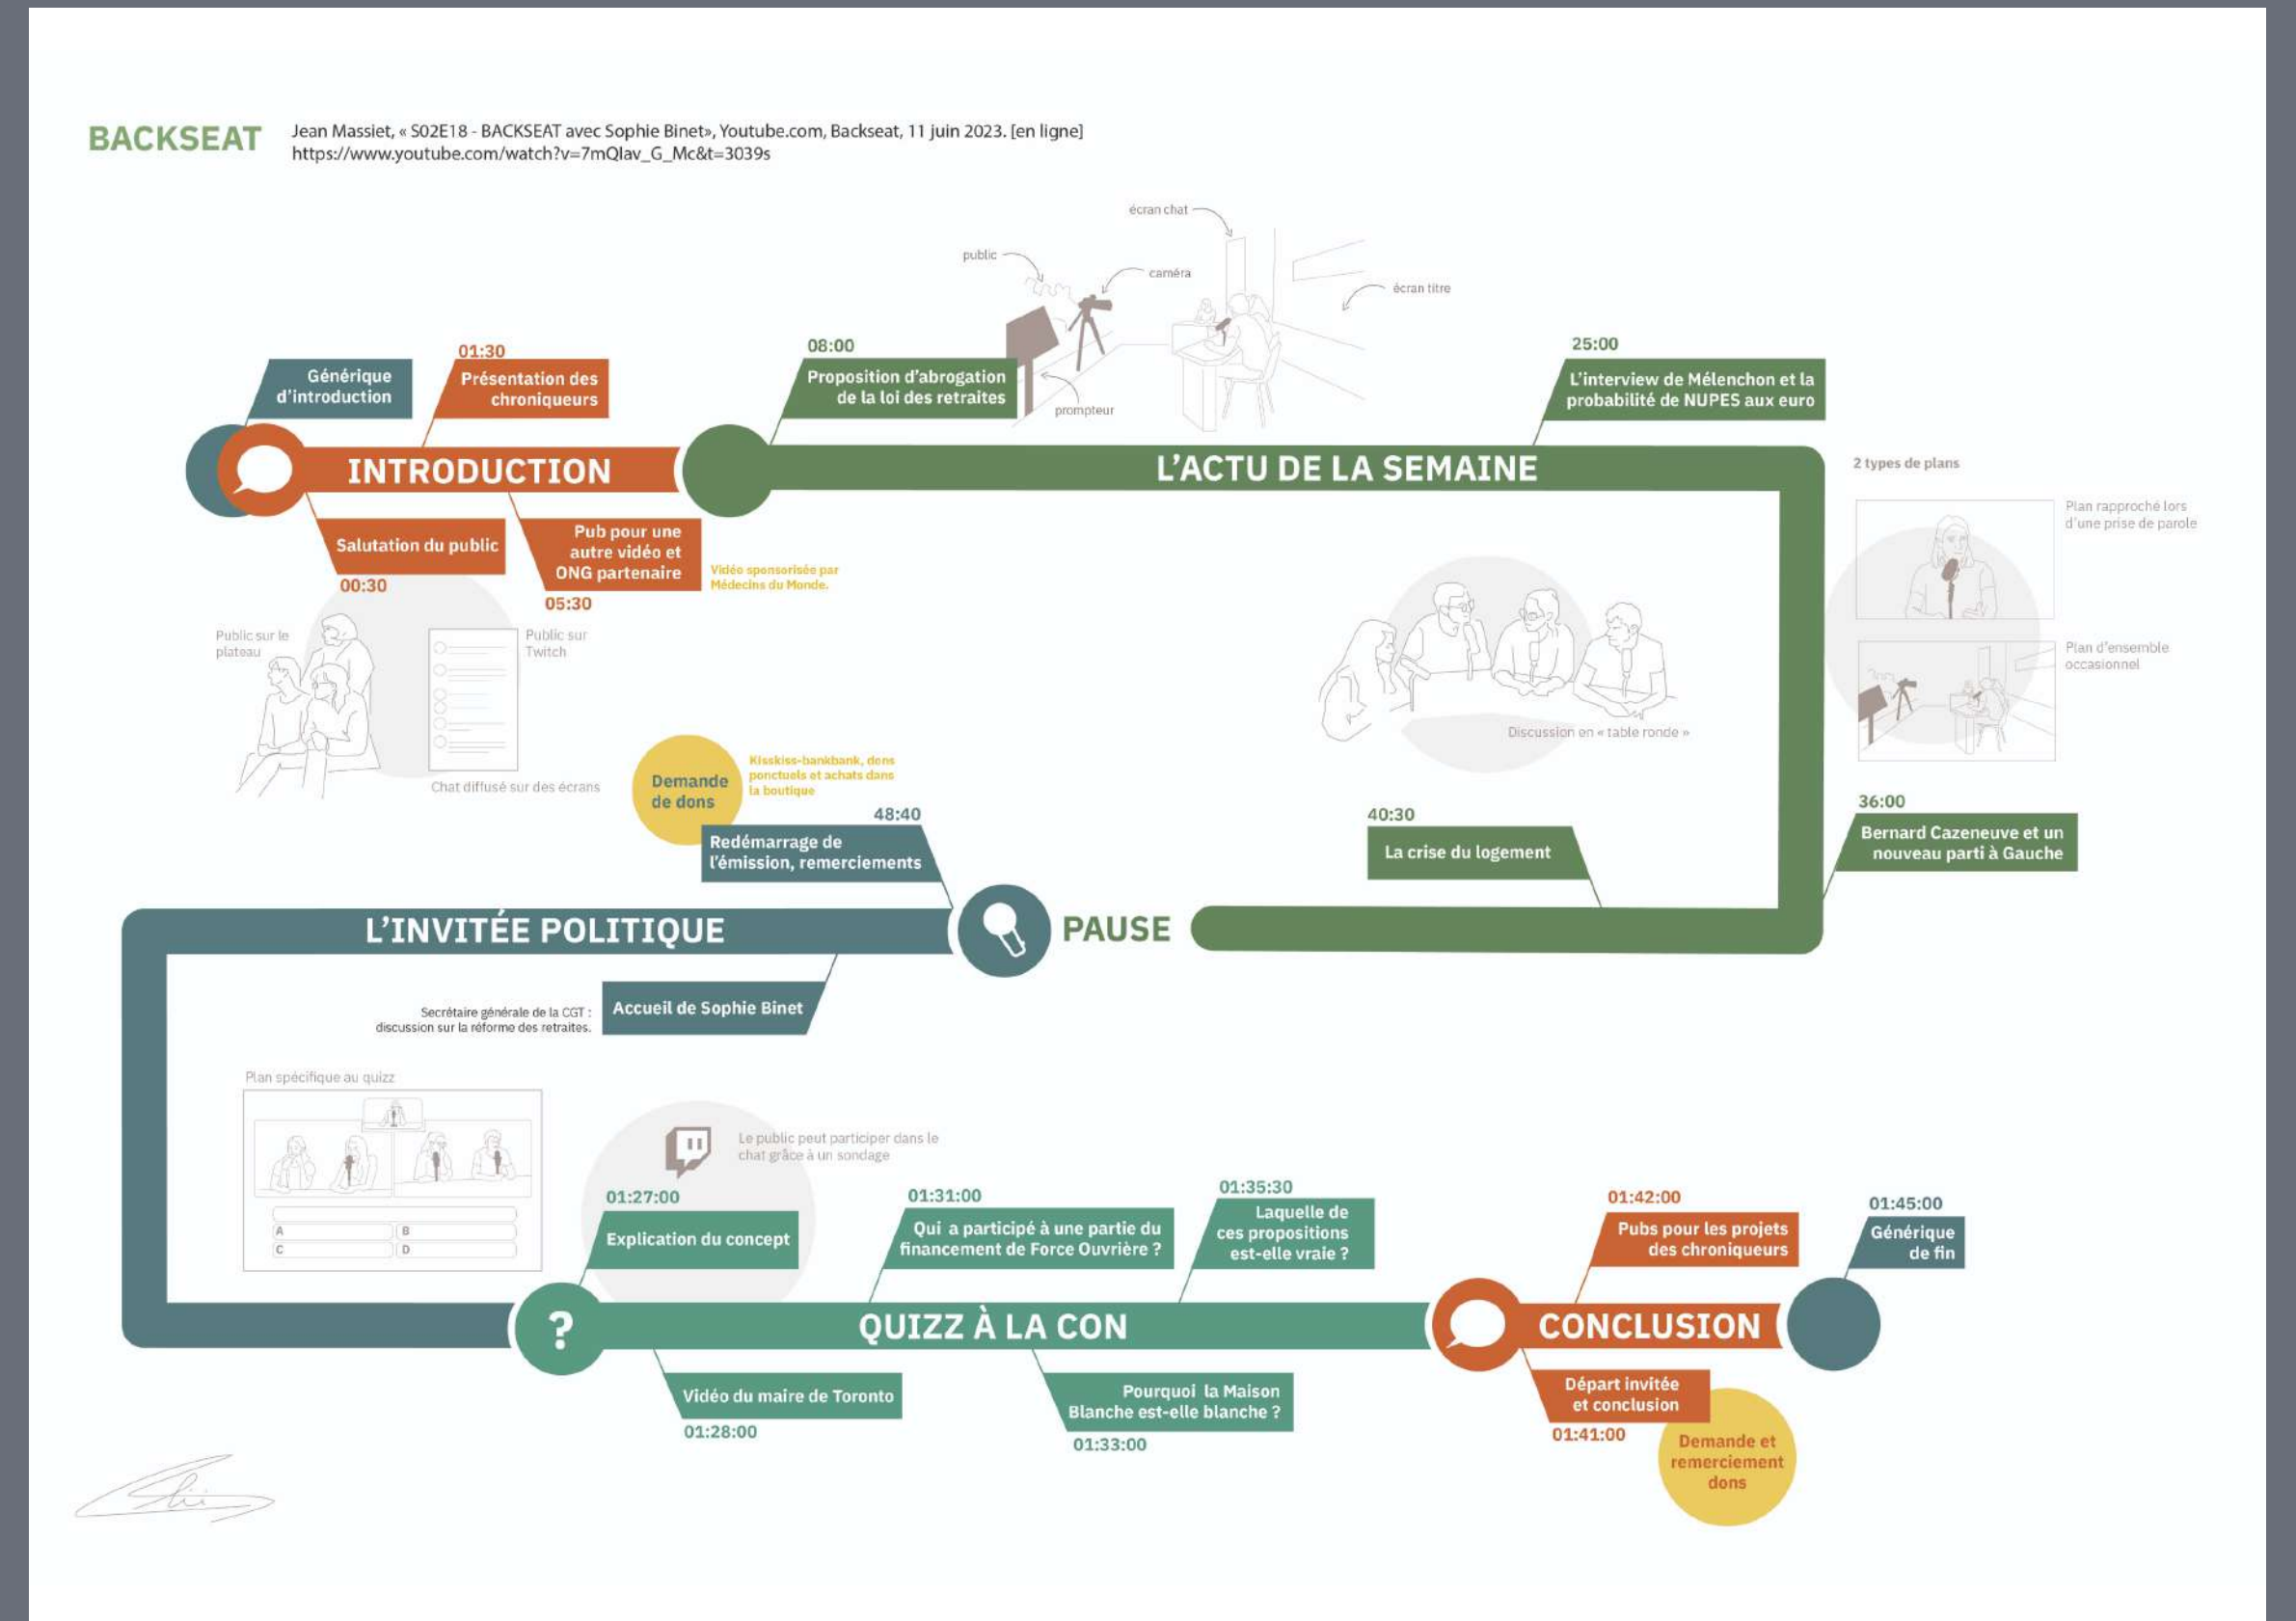 BACKSEAT
Jean Massiet, « S02E18 - BACKSEAT avec Sophie Binet», Youtube.com, Backseat, 11 juin 2023. [en ligne]
https://www.youtube.com/watch?v=7mQlav_G_Mc&t=3039s
écran chat
public
caméra
écran titre
prompteur
Générique
d'introduction
01:30
Présentation des
chroniqueurs
08:00
Proposition d'abrogation
de la loi des retraites
25:00
L'interview de Mélenchon et la
probabilité de NUPES aux euro
INTRODUCTION
L'ACTU DE LA SEMAINE
Salutation du public
00:30
Pub pour une
autre vidéo et
ONG partenaire
05:30
Vidéo sponsorisée par
Médecins du Monde.
Public sur le
plateau
Public sur
Twitch
Chat diffusé sur des écrans
2 types de plans
Plan rapproché lors
d'une prise de parole
Plan d'ensemble
occasionnel
Discussion en « table ronde »
36:00
Bernard Cazeneuve et un
nouveau parti à Gauche
40:30
La crise du logement
Demande
de dons
Kisskiss-bankbank, dons
ponctuels et achats dans
la boutique
48:40
Redémarrage de
l'émission, remerciements
L'INVITÉE POLITIQUE
PAUSE
Secrétaire générale de la CGT :
discussion sur la réforme des retraites.
Accueil de Sophie Binet
Plan spécifique au quizz
A
B
C
D
Le public peut participer dans le
chat grâce à un sondage
01:27:00
Explication du concept
01:31:00
Qui a participé à une partie du
financement de Force Ouvrière ?
01:35:30
Laquelle de
ces propositions
est-elle vraie ?
01:42:00
Pubs pour les projets
des chroniqueurs
01:45:00
Générique
de fin
?
QUIZZ À LA CON
CONCLUSION
Vidéo du maire de Toronto
01:28:00
Pourquoi la Maison
Blanche est-elle blanche ?
01:33:00
Départ invitée
et conclusion
01:41:00
Demande et
remerciement
dons